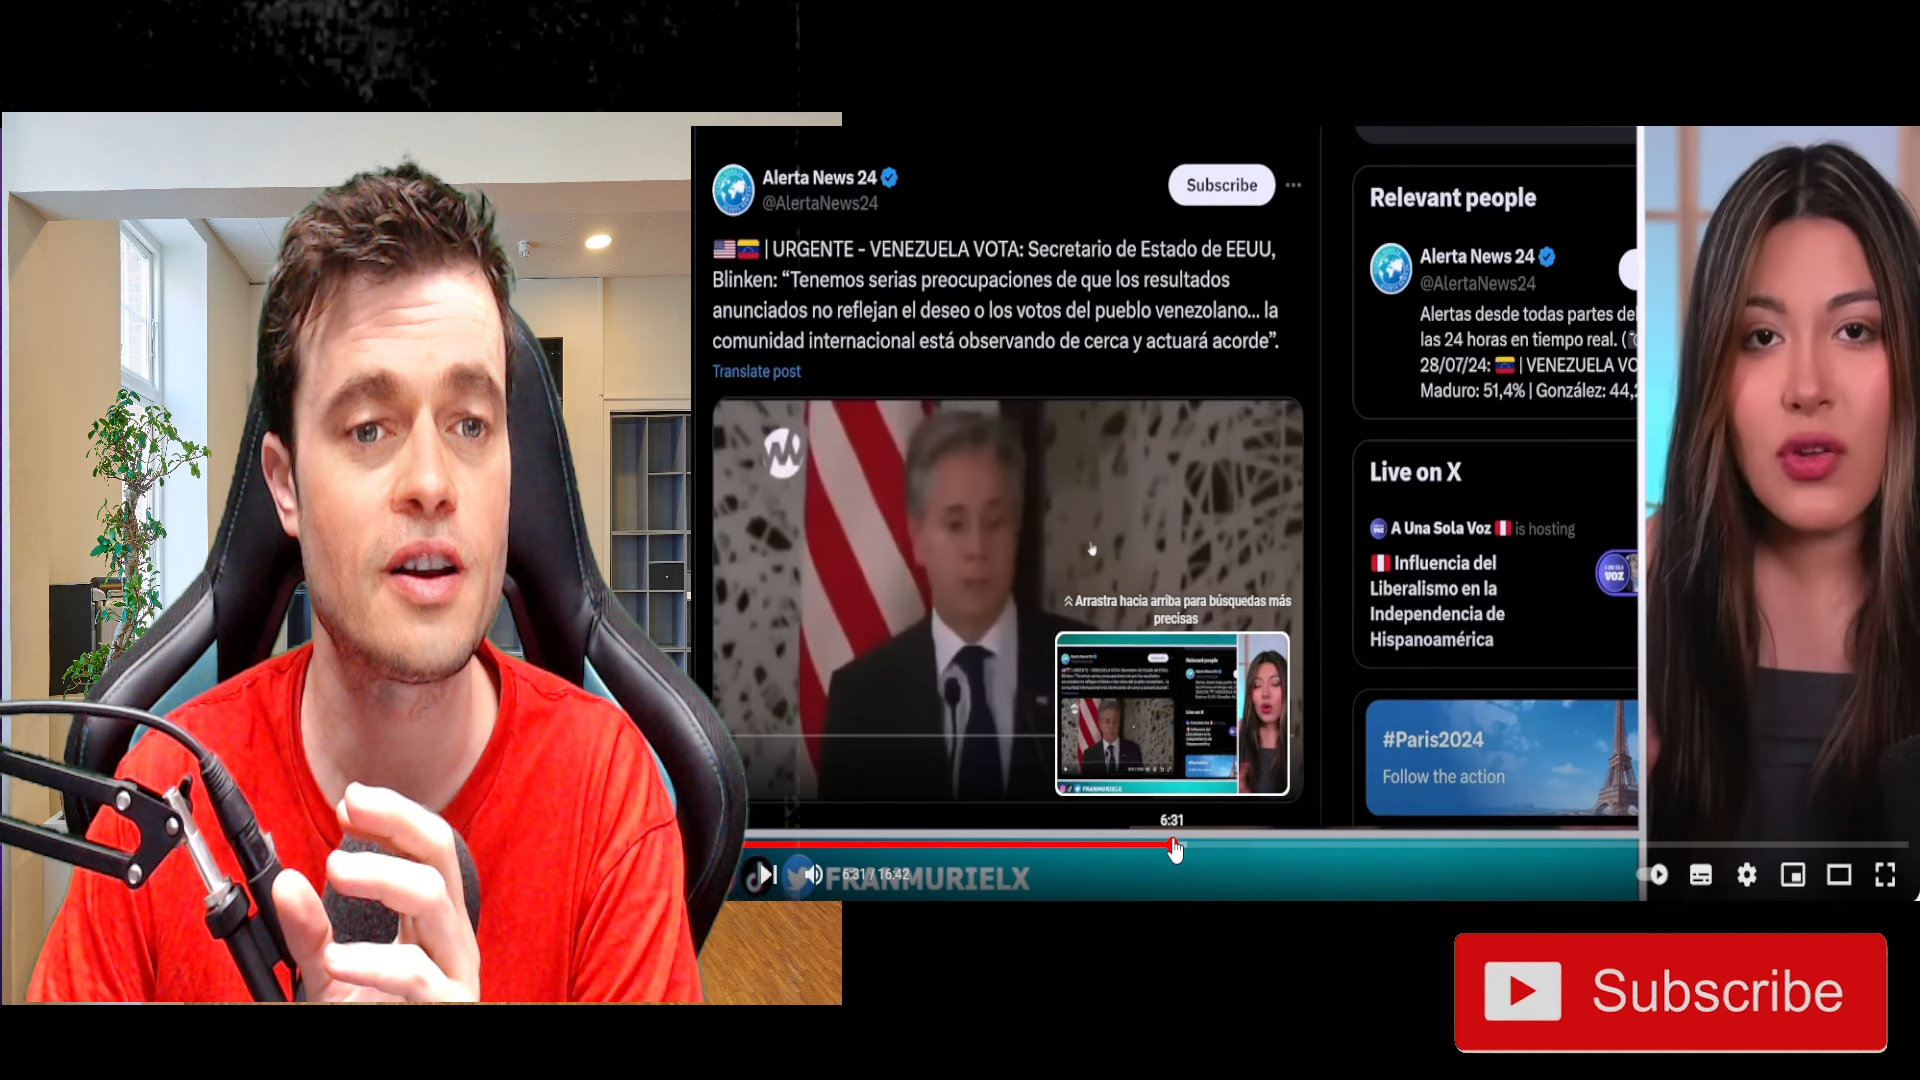 Alerta News 24
@AlertaNews24
Subscribe
| URGENTE - VENEZUELA VOTA: Secretario de Estado de EEUU,
Blinken: “Tenemos serias preocupaciones de que los resultados
anunciados no reflejan el deseo o los votos del pueblo venezolano... la
comunidad internacional está observando de cerca y actuará acorde”.
Translate post
Arrastra hacia arriba para búsquedas más
precisas
FRANMURIELX
6:31
6:31 / 16:42
FRANMURIELX
Relevant people
Alerta News 24
@AlertaNews24
Alertas desde todas partes de
las 24 horas en tiempo real. (
28/07/24: | VENEZUELA VO
Maduro: 51,4% | González: 44,
Live on X
A Una Sola Voz is hosting
Influencia del
Liberalismo en la
Independencia de
Hispanoamérica
VOZ
#Paris2024
Follow the action
Subscribe